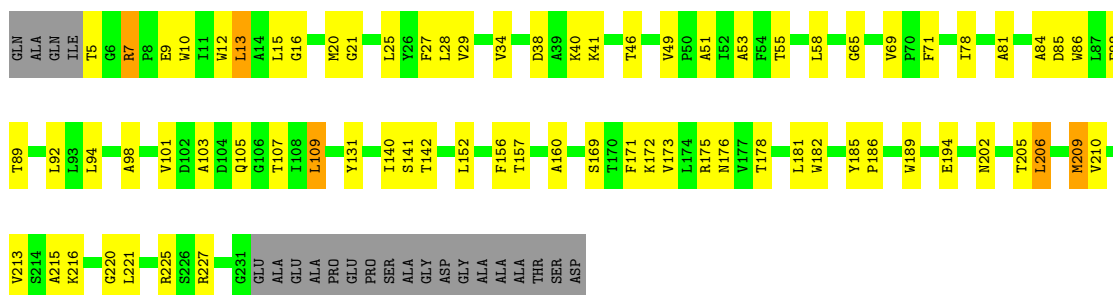 GLN ALA GLN ILE T5 G6 R7 P8 E9 W10 I11 W12 L13 A14 L15 G16 M20 G21 L25 Y26 F27 L28 V29 V34 D38 A39 K40 K41 T46 V49 P50 A51 I52 A53 F54 T55 L58 G65 V69 P70 F71 I78 A81 A84 D85 W86 L87
T89 L92 L93 L94 A98 V101 D102 A103 D104 Q105 G106 T107 I108 L109 Y131 I140 S141 T142 L152 F156 T157 A160 S169 T170 F171 K172 V173 L174 R175 N176 V177 T178 L181 W182 Y185 P186 W189 E194 N202 T205 L206 M209 V210
V213 S214 A215 K216 G220 L221 R225 S226 R227 G231 GLU ALA GLU ALA PRO GLU PRO SER ALA GLY ASP GLY ALA ALA ALA THR SER ASP